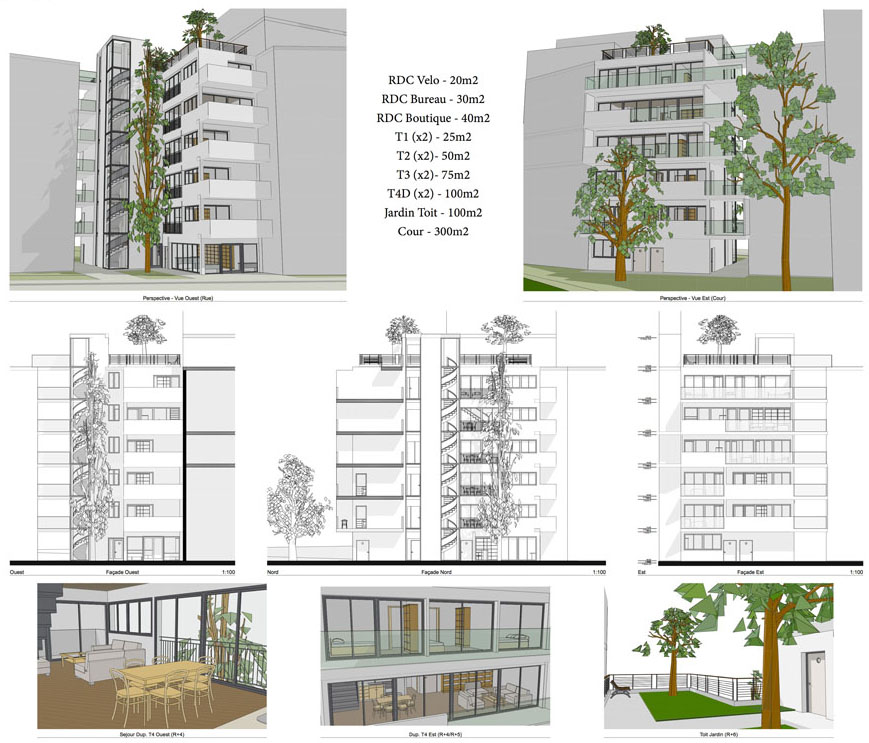 RDC Velo - 20m2
RDC Bureau - 30m2
RDC Boutique - 40m2
T1 (x2) - 25m2
T2 (x2) - 50m2
T3 (x2)- 75m2
T4D (x2) - 100m2
Jardin Toit - 100m2
Cour - 300m2
Perspective - Vue Ouest (Rue)
Perspective - Vue Est (Cour)
Ouest Façade Ouest 1:100
Nord Façade Nord 1:100
Est Façade Est 1:100
Sejour Dup. T4 Ouest (R+4)
Dup. T4 Est (R+4/R+5)
Toit Jardin (R+6)